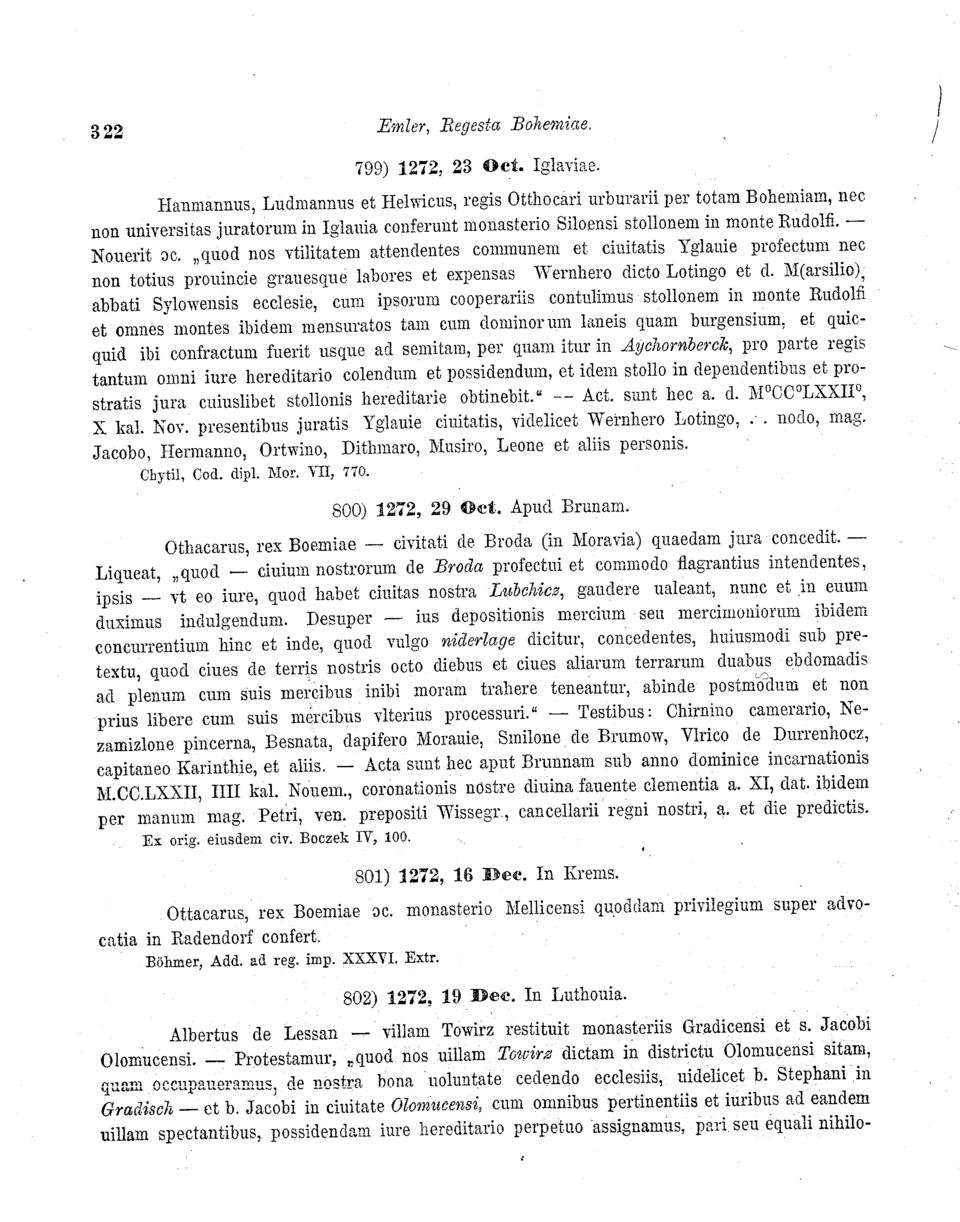 322 Emler, Regesta Bohemiae.
799) 1272, 23 Oct. Iglaviae.
Hanmannus, Ludmannus et Helwicus, regis Otthocari urburarii per totam Bohemiam, nec
non universitas juratorum in Iglauia conferunt monasterio Siloensi stollonem in monte Rudolfi. —
Nouerit ɔc. „quod nos vtilitatem attendentes communem et ciuitatis Yglauie profectum nec
non totius prouincie grauesque labores et expensas Wernhero dicto Lotingo et d. M(arsilio),
abbati Sylowensis ecclesie, cum ipsorum cooperariis contulimus stollonem in monte Rudolfi
et omnes montes ibidem mensuratos tam cum dominorum laneis quam burgensium, et quic-
quid ibi confractum fuerit usque ad semitam, per quam itur in Aychornberck, pro parte regis
tantum omni iure hereditario colendum et possidendum, et idem stollo in dependentibus et pro-
stratis jura cuiuslibet stollonis hereditarie obtinebit.“ -- Act. sunt hec a. d. M⁰CC⁰LXXII⁰,
X kal. Nov. presentibus juratis Yglauie ciuitatis, videlicet Wernhero Lotingo, . . nodo, mag.
Jacobo, Hermanno, Ortwino, Dithmaro, Musiro, Leone et aliis personis.
Chytil, Cod. dipl. Mor. VII, 770.
800) 1272, 29 Oct. Apud Brunam.
Othacarus, rex Boemiae — civitati de Broda (in Moravia) quaedam jura concedit. —
Liqueat, „quod — ciuium nostrorum de Broda profectui et commodo flagrantius intendentes,
ipsis — vt eo iure, quod habet ciuitas nostra Lubchicz, gaudere ualeant, nunc et in euum
duximus indulgendum. Desuper — ius depositionis mercium seu mercimoniorum ibidem
concurrentium hinc et inde, quod vulgo niderlage dicitur, concedentes, huiusmodi sub pre-
textu, quod ciues de terris nostris octo diebus et ciues aliarum terrarum duabus ebdomadis
ad plenum cum suis mercibus inibi moram trahere teneantur, abinde postmodum et non
prius libere cum suis mercibus vlterius processuri.“ — Testibus: Chirnino camerario, Ne-
zamizlone pincerna, Besnata, dapifero Morauie, Smilone de Brumow, Vlrico de Durrenhocz,
capitaneo Karinthie, et aliis. — Acta sunt hec aput Brunnam sub anno dominice incarnationis
M.CC.LXXII, IIII kal. Nouem., coronationis nostre diuina fauente clementia a. XI, dat. ibidem
per manum mag. Petri, ven. prepositi Wissegr., cancellarii regni nostri, a. et die predictis.
Ex orig. eiusdem civ. Boczek IV, 100.
801) 1272, 16 Dec. In Krems.
Ottacarus, rex Boemiae ɔc. monasterio Mellicensi quoddam privilegium super advo-
catia in Radendorf confert.
Böhmer, Add. ad reg. imp. XXXVI. Extr.
802) 1272, 19 Dec. In Luthouia.
Albertus de Lessan — villam Towirz restituit monasteriis Gradicensi et s. Jacobi
Olomucensi. — Protestamur, „quod nos uillam Towirz dictam in districtu Olomucensi sitam,
quam occupaueramus, de nostra bona uoluntate cedendo ecclesiis, uidelicet b. Stephani in
Gradisch — et b. Jacobi in ciuitate Olomucensi, cum omnibus pertinentiis et iuribus ad eandem
uillam spectantibus, possidendam iure hereditario perpetuo assignamus, pari seu equali nihilo-